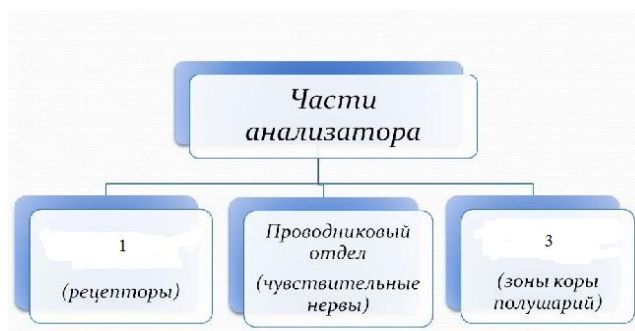 Части
анализатора
1
(рецепторы)
Проводниковый
отдел
(чувствительные
нервы)
3
(зоны коры
полушарий)